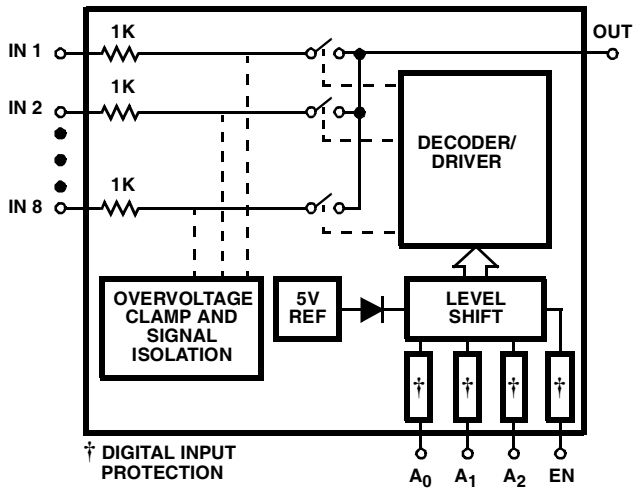 1K
OUT
IN 1
1K
IN 2
DECODER/
DRIVER
1K
IN 8
OVERVOLTAGE
CLAMP AND
SIGNAL
ISOLATION
5V
REF
LEVEL
SHIFT
† † † †
† DIGITAL INPUT
PROTECTION
A0 A1 A2 EN